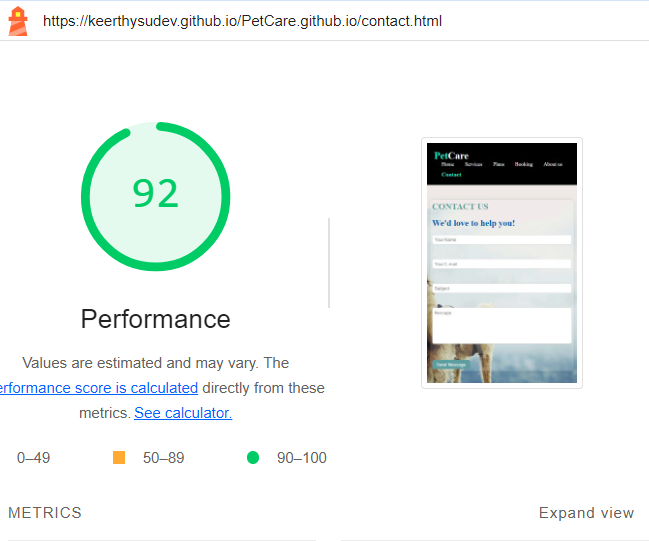 https://keerthysudev.github.io/PetCare.github.io/contact.html
92
Performance
Values are estimated and may vary. The
erformance score is calculated directly from these
metrics. See calculator.
0–49
50–89
90–100
METRICS
Expand view
PetCare
Home Services Plans Booking About us
Contact
CONTACT US
We'd love to help you!
Your Name
Your E-mail
Subject
Message
Send Message